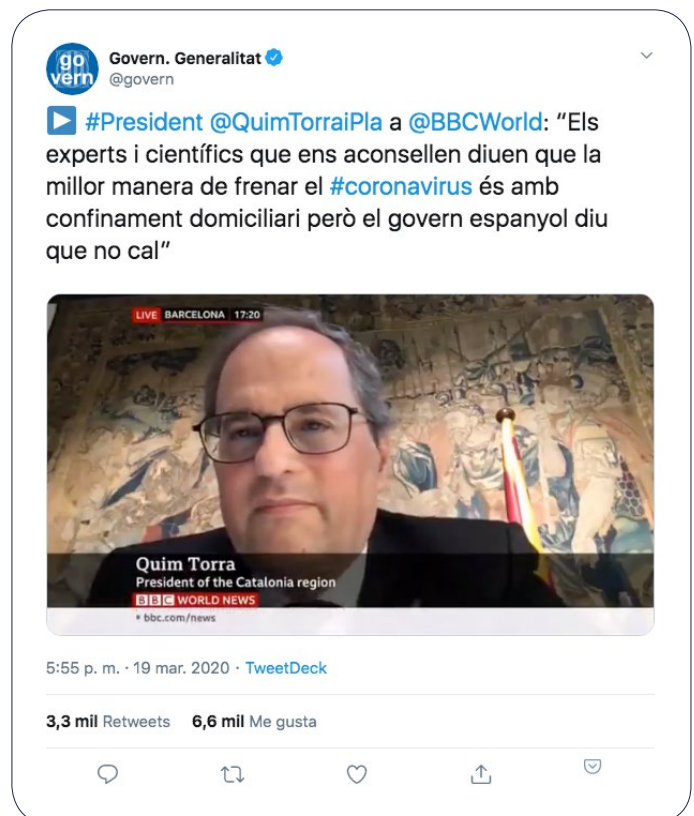 go
vern
Govern. Generalitat
@govern
#President @QuimTorraiPla a @BBCWorld: “Els
experts i científics que ens aconsellen diuen que la
millor manera de frenar el #coronavirus és amb
confinament domiciliari però el govern espanyol diu
que no cal”
LIVE BARCELONA 17:20
Quim Torra
President of the Catalonia region
BBC WORLD NEWS
bbc.com/news
5:55 p. m. · 19 mar. 2020 · TweetDeck
3,3 mil Retweets 6,6 mil Me gusta